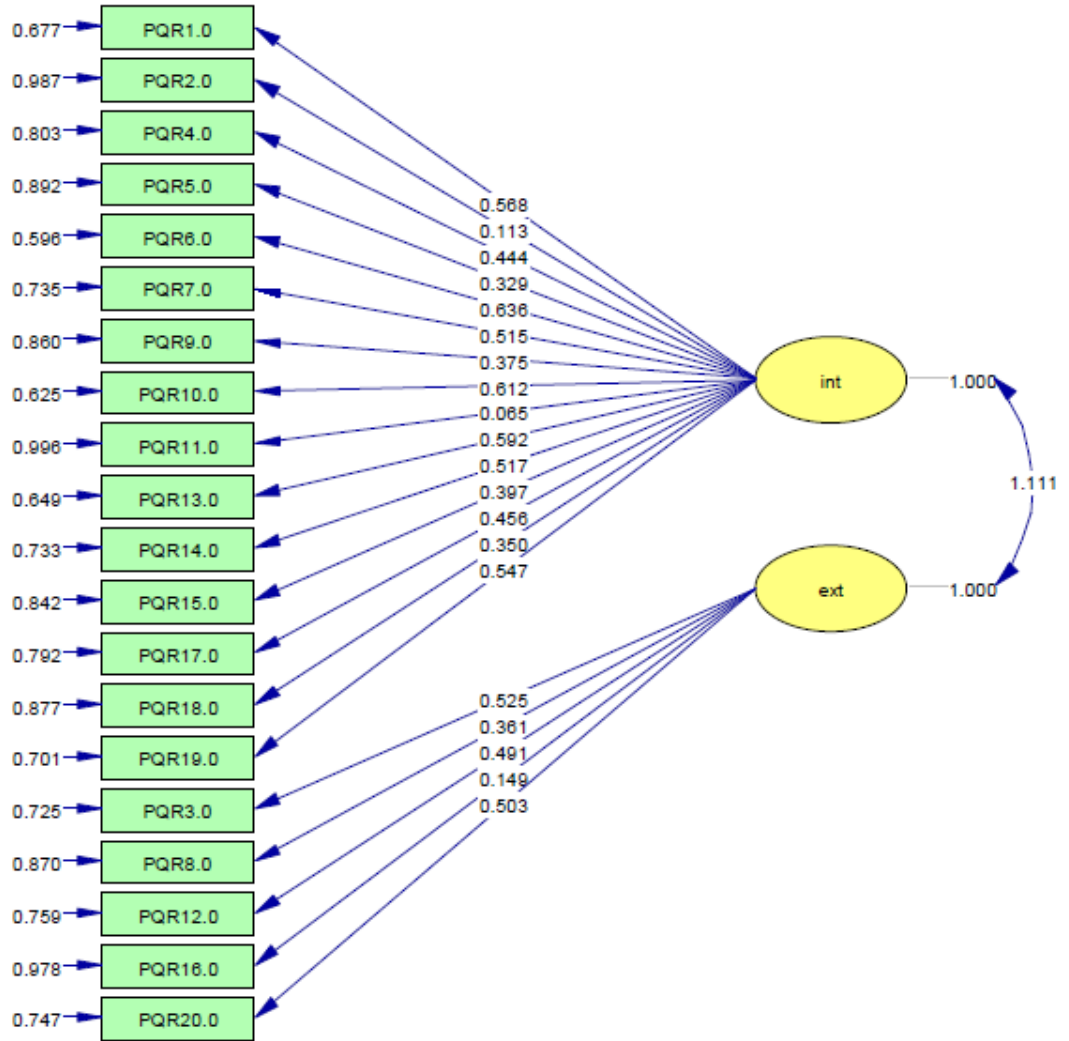 0.677 PQR1.0
0.987 PQR2.0
0.803 PQR4.0
0.892 PQR5.0
0.568
0.596 PQR6.0
0.113
0.444
0.329
0.735 PQR7.0
0.636
0.515
0.860 PQR9.0
0.375
0.625 PQR10.0
0.612
0.065
0.996 PQR11.0
0.592
0.517
0.649 PQR13.0
0.397
0.456
0.733 PQR14.0
0.350
0.547
0.842 PQR15.0
0.792 PQR17.0
0.877 PQR18.0
0.701 PQR19.0
int 1.000
1.111
ext 1.000
0.525
0.361
0.491
0.149
0.503
0.725 PQR3.0
0.870 PQR8.0
0.759 PQR12.0
0.978 PQR16.0
0.747 PQR20.0